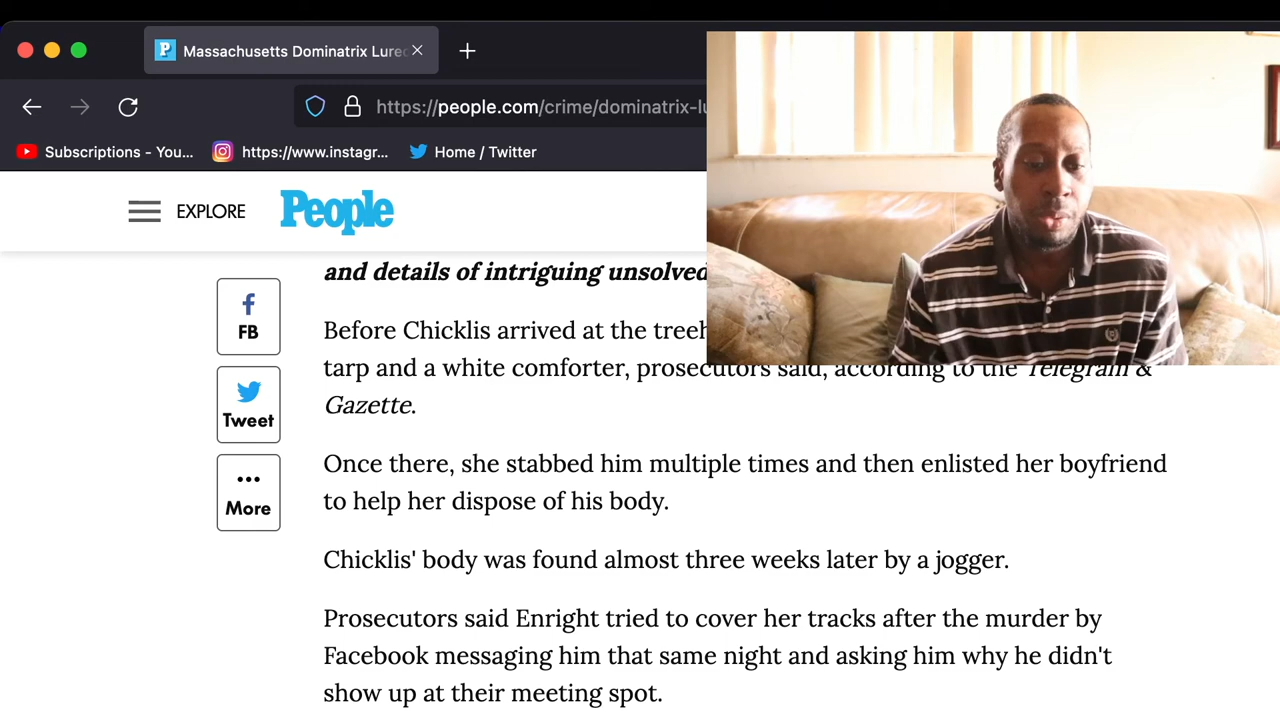 Massachusetts Dominatrix Lured
https://people.com/crime/dominatrix-lu
Subscriptions - You...
https://www.instagr...
Home / Twitter
EXPLORE
People
and details of intriguing unsolved
FB
Tweet
More
Before Chicklis arrived at the treeh
tarp and a white comforter, prosecutors said, according to the Telegram &
Gazette.
Once there, she stabbed him multiple times and then enlisted her boyfriend
to help her dispose of his body.
Chicklis' body was found almost three weeks later by a jogger.
Prosecutors said Enright tried to cover her tracks after the murder by
Facebook messaging him that same night and asking him why he didn't
show up at their meeting spot.